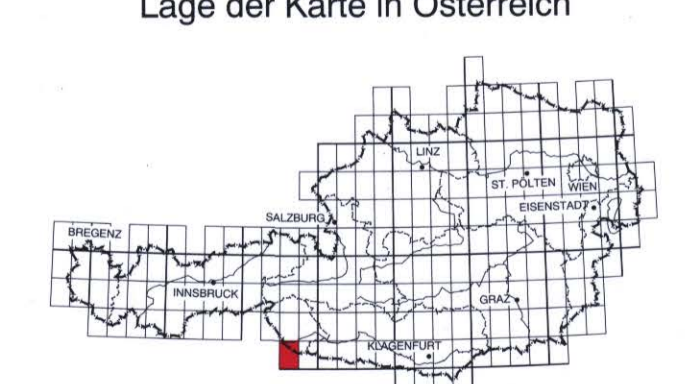 Lage der Karte in Österreich
LINZ
ST. PÖLTEN
WIEN
EISENSTADT
SALZBURG
BREGENZ
INNSBRUCK
GRAZ
KLAGENFURT